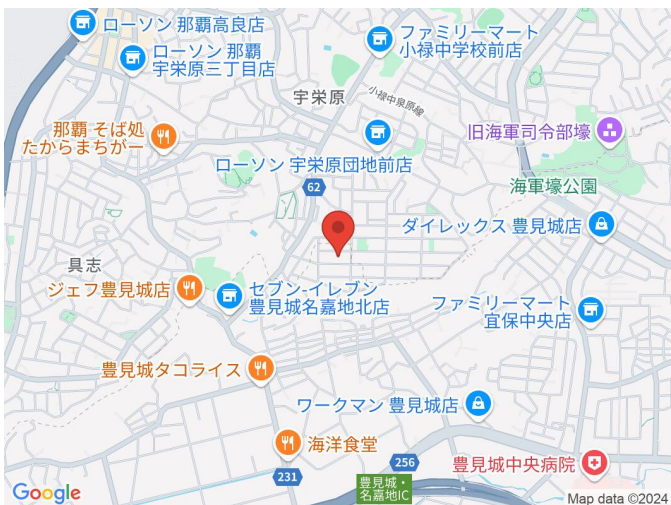 ローソン 那覇高良店
ファミリーマート
小禄中学校前店
ローソン 那覇
宇栄原三丁目店
宇栄原
小禄中泉原線
那覇 そば処
たからまちがー
旧海軍司令部壕
ローソン 宇栄原団地前店
海軍壕公園
62
ダイレックス 豊見城店
具志
ジェフ豊見城店
セブン-イレブン
豊見城名嘉地北店
ファミリーマート
宜保中央店
豊見城タコライス
ワークマン 豊見城店
海洋食堂
256
豊見城中央病院
231
豊見城・
名嘉地IC
Google
Map data ©2024